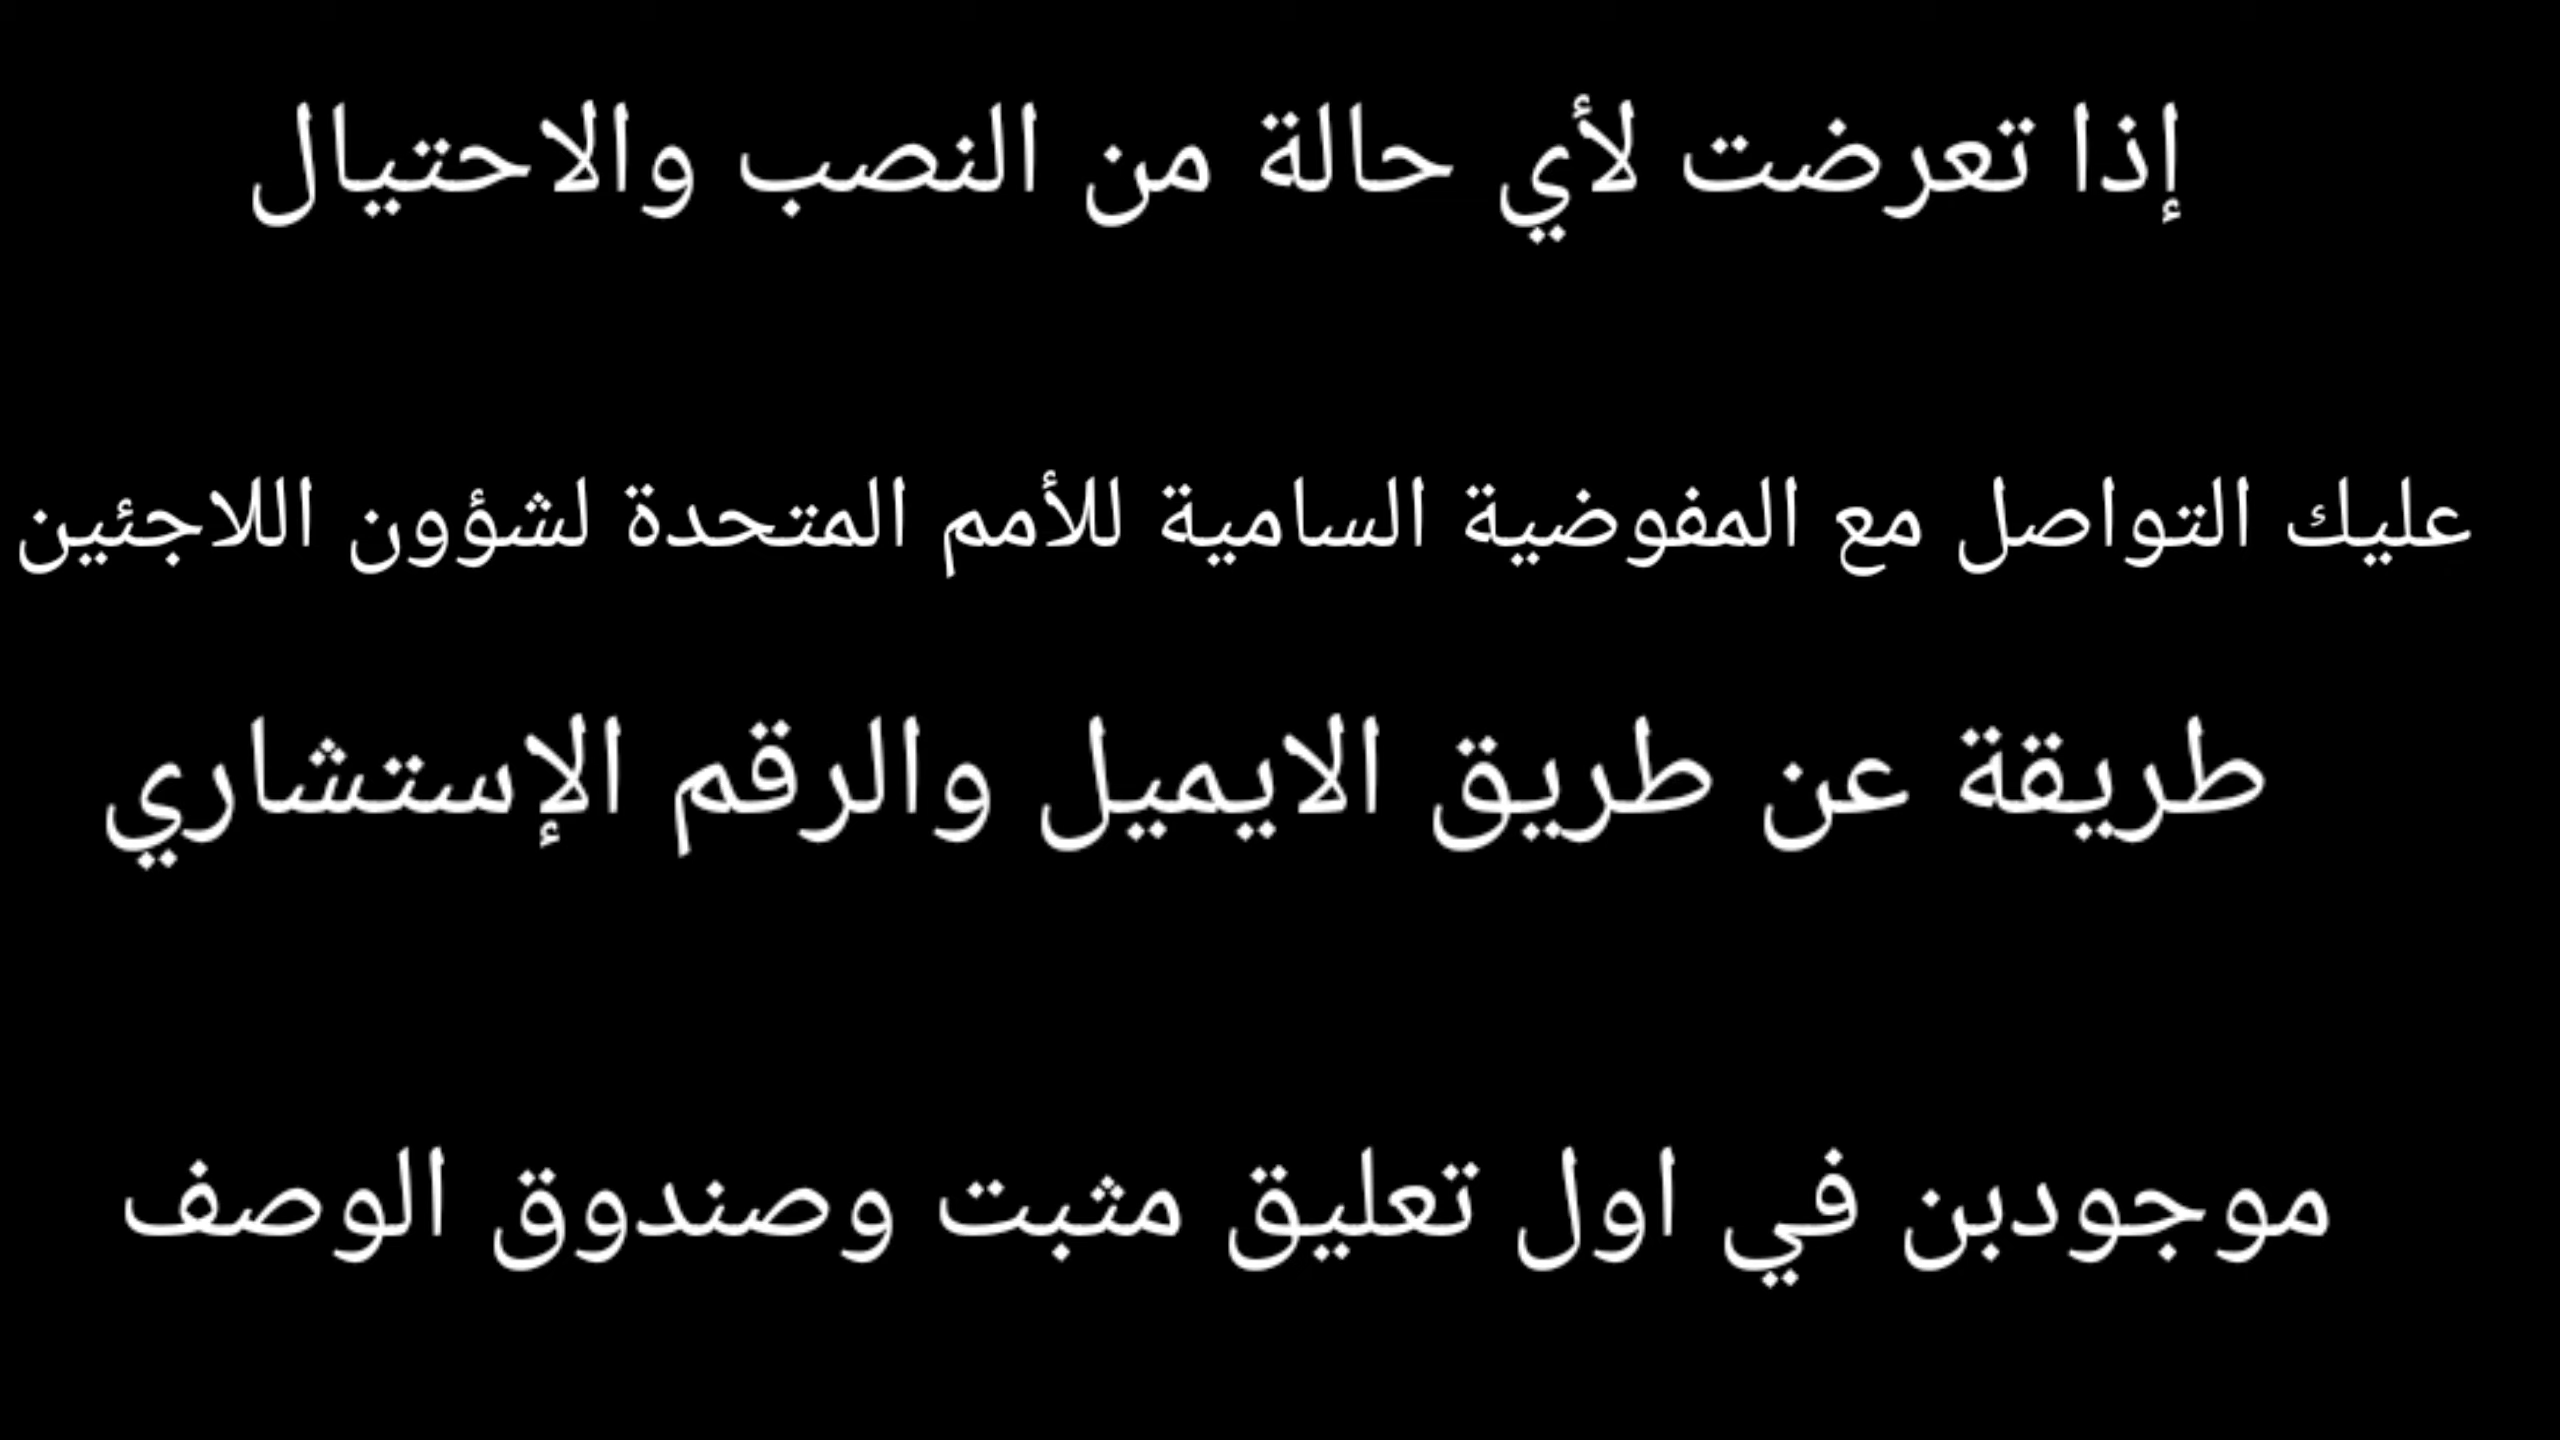 إذا تعرضت لأي حالة من النصب والاحتيال
عليك التواصل مع المفوضية السامية للأمم المتحدة لشؤون اللاجئين
طريقة عن طريق الايميل والرقم الإستشاري
موجودبن في اول تعليق مثبت وصندوق الوصف